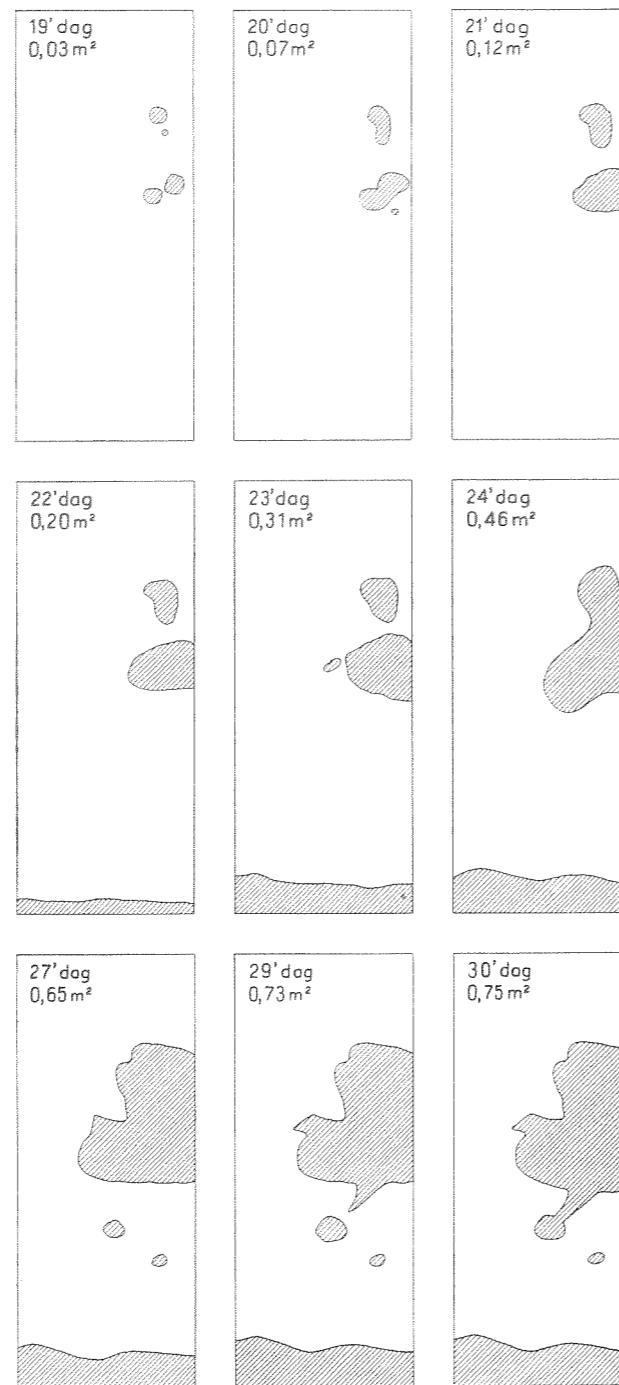 19' dag
0,03 m²
20' dag
0,07 m²
21' dag
0,12 m²
22' dag
0,20 m²
23' dag
0,31 m²
24' dag
0,46 m²
27' dag
0,65 m²
29' dag
0,73 m²
30' dag
0,75 m²